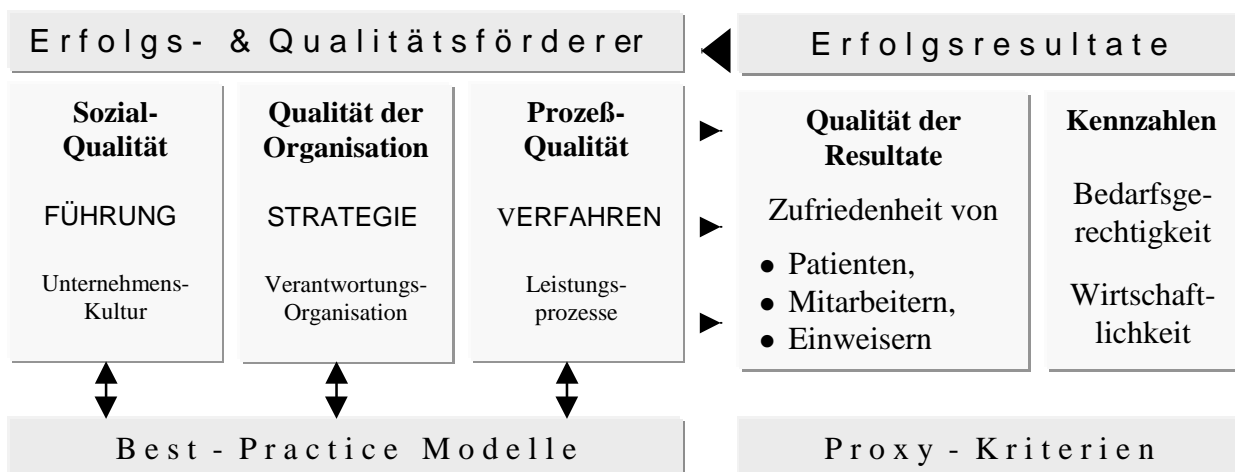 Erfolgs- & Qualitätsförderer
Erfolgsresultate
Sozial-
Qualität
FÜHRUNG
Unternehmens-
Kultur
Qualität der
Organisation
STRATEGIE
Verantwortungs-
Organisation
Prozeß-
Qualität
VERFAHREN
Leistungs-
prozesse
Qualität der
Resultate
Zufriedenheit von
• Patienten,
• Mitarbeitern,
• Einweisern
Kennzahlen
Bedarfsge-
rechtigkeit
Wirtschaft-
lichkeit
Best - Practice Modelle
Proxy - Kriterien